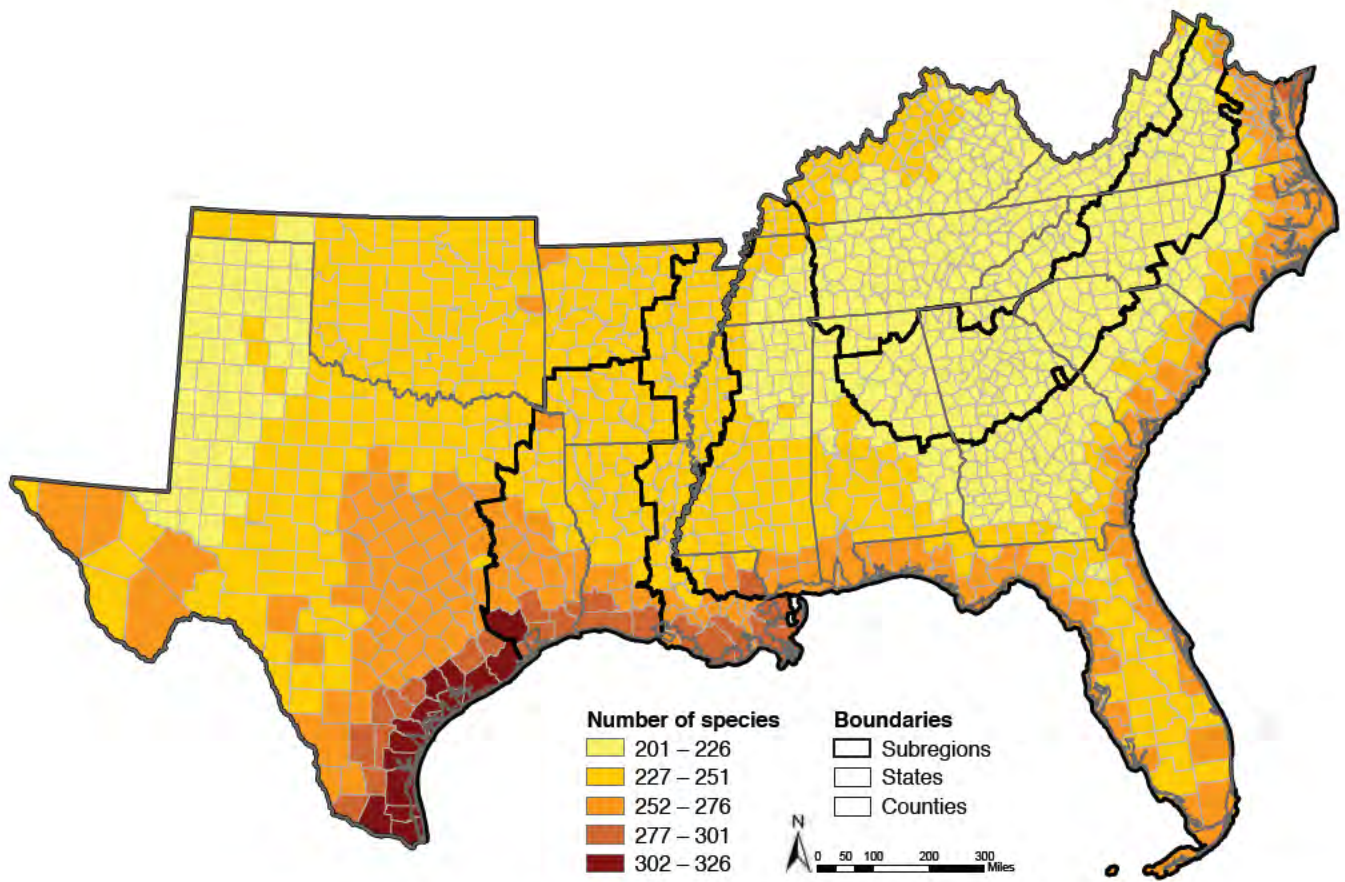 Number of species
201 – 226
227 – 251
252 – 276
277 – 301
302 – 326
Boundaries
Subregions
States
Counties
N
0 50 100 200 300
Miles